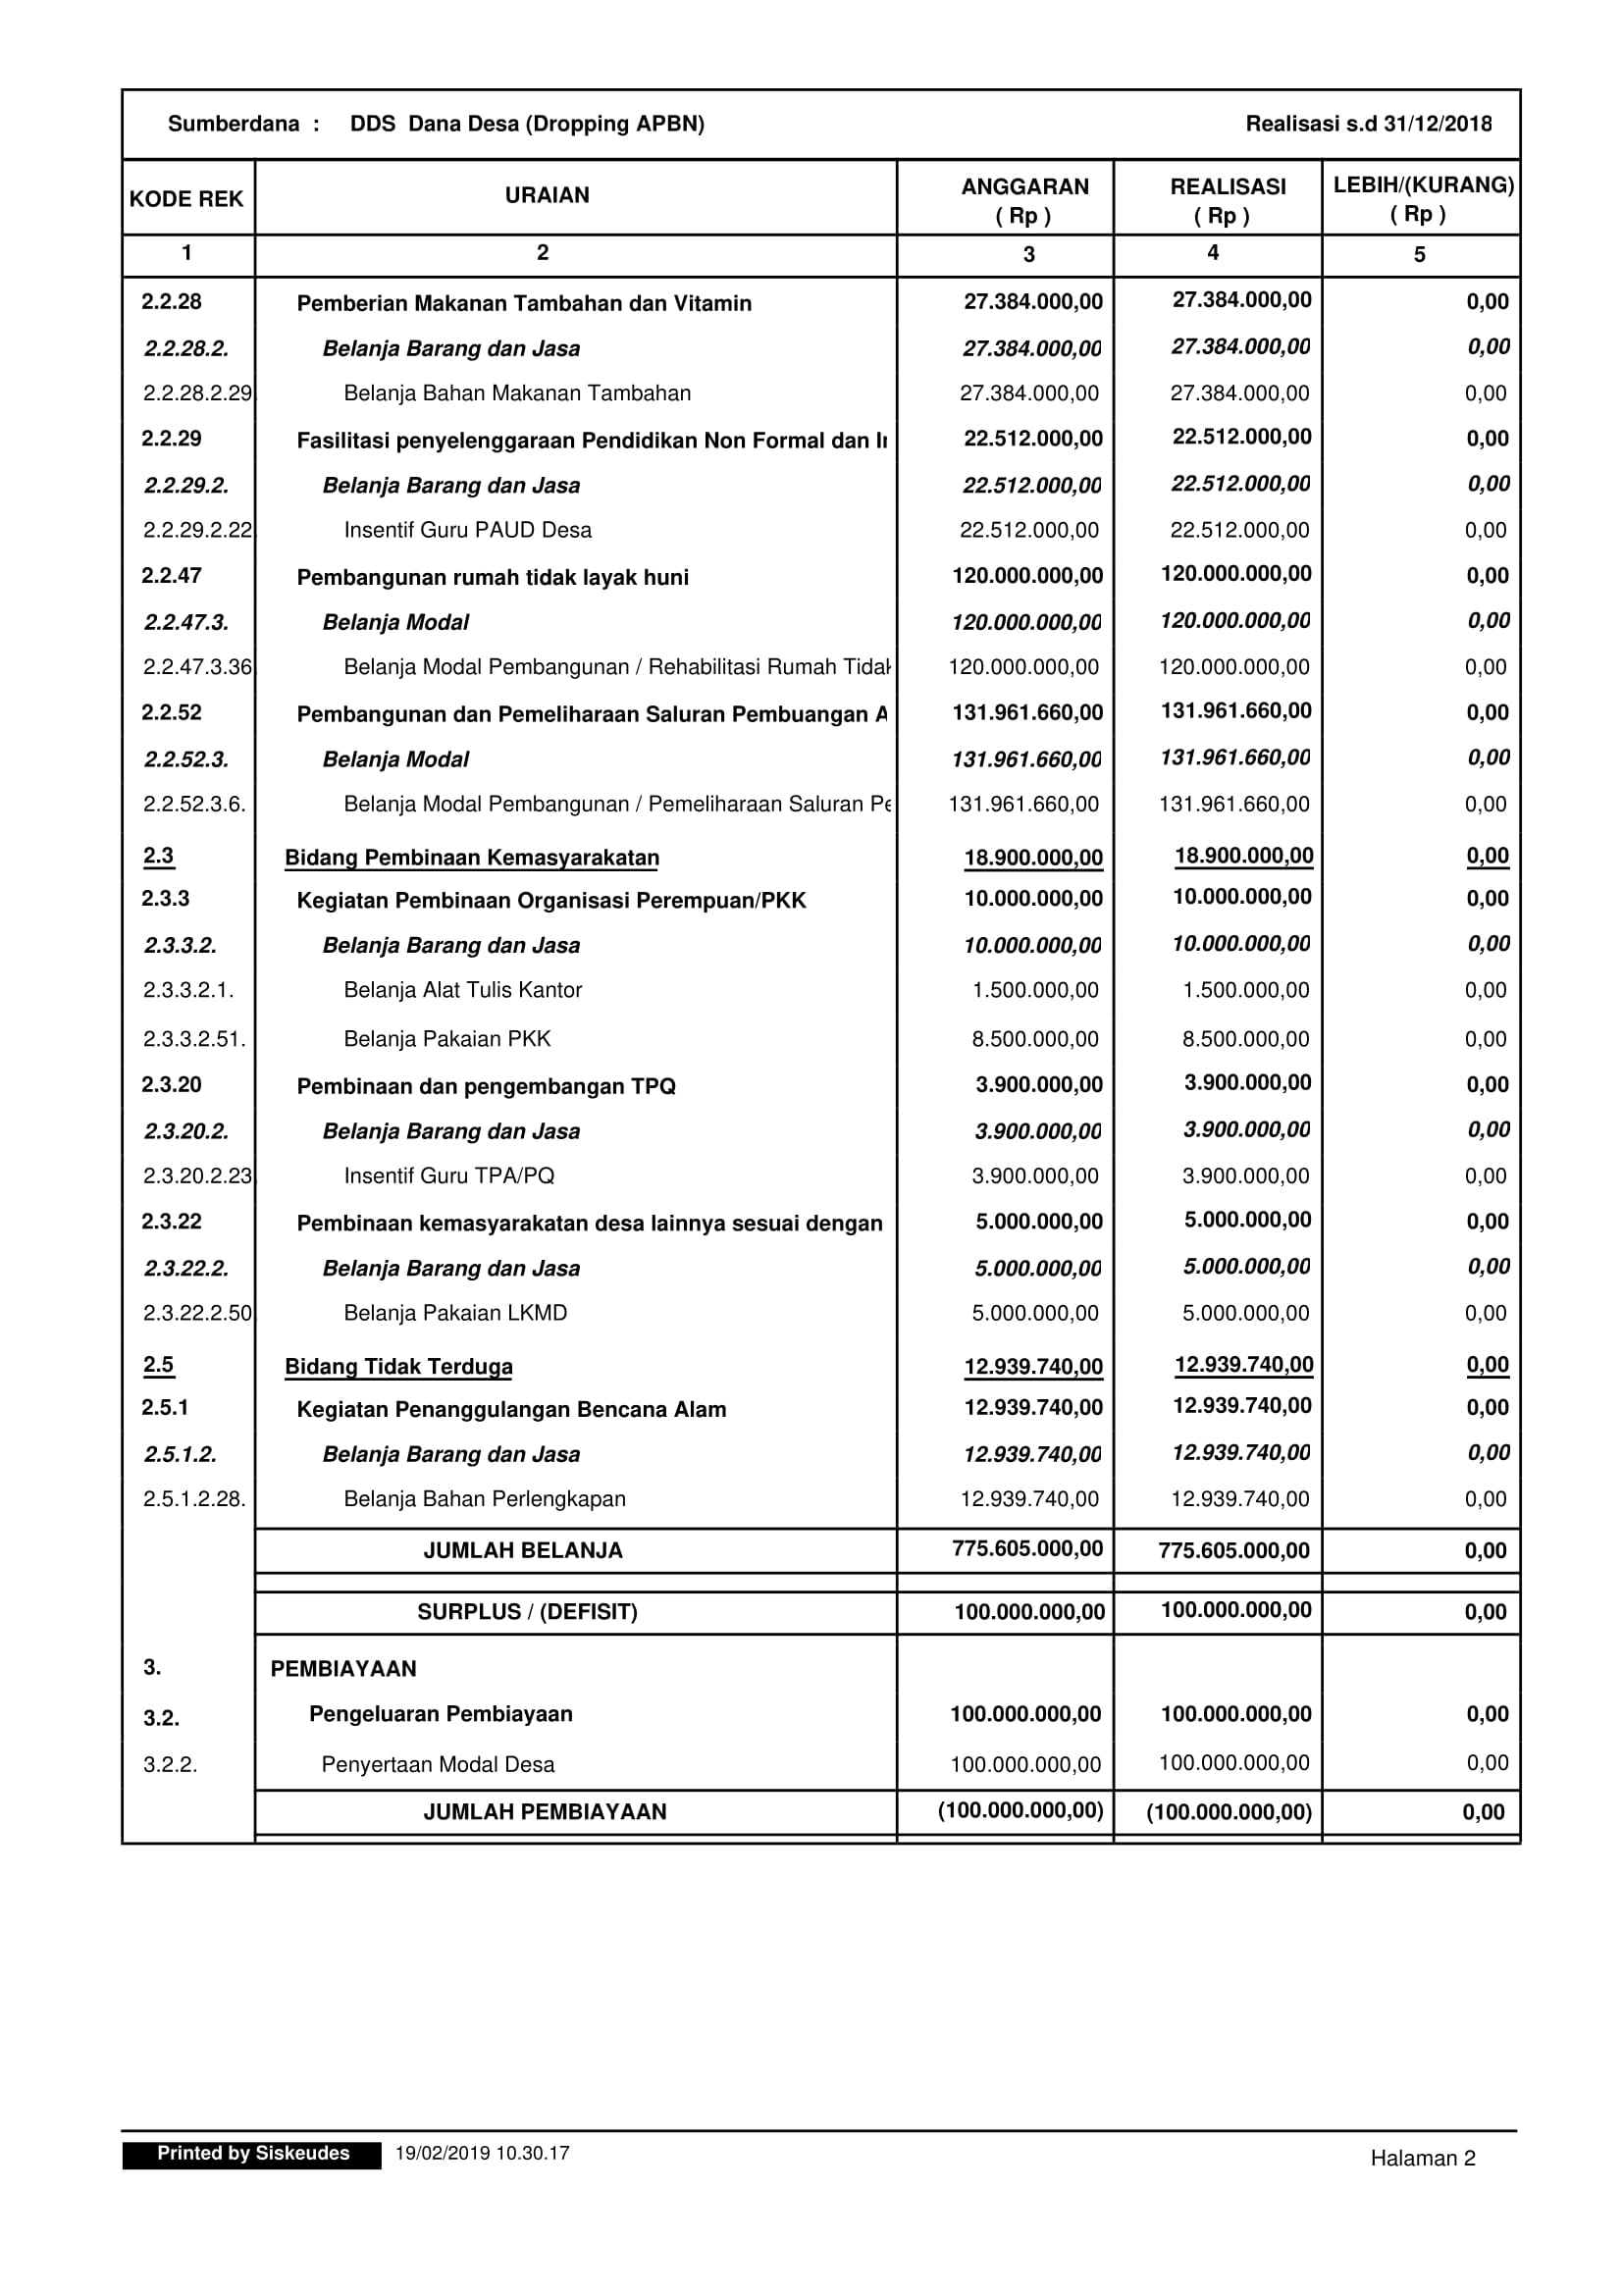 Sumberdana : DDS Dana Desa (Dropping APBN) Realisasi s.d 31/12/2018
KODE REK URAIAN ANGGARAN ( Rp ) REALISASI ( Rp ) LEBIH/(KURANG) ( Rp )
1 2 3 4 5
2.2.28 Pemberian Makanan Tambahan dan Vitamin 27.384.000,00 27.384.000,00 0,00
2.2.28.2. Belanja Barang dan Jasa 27.384.000,00 27.384.000,00 0,00
2.2.28.2.29. Belanja Bahan Makanan Tambahan 27.384.000,00 27.384.000,00 0,00
2.2.29 Fasilitasi penyelenggaraan Pendidikan Non Formal dan In 22.512.000,00 22.512.000,00 0,00
2.2.29.2. Belanja Barang dan Jasa 22.512.000,00 22.512.000,00 0,00
2.2.29.2.22. Insentif Guru PAUD Desa 22.512.000,00 22.512.000,00 0,00
2.2.47 Pembangunan rumah tidak layak huni 120.000.000,00 120.000.000,00 0,00
2.2.47.3. Belanja Modal 120.000.000,00 120.000.000,00 0,00
2.2.47.3.36. Belanja Modal Pembangunan / Rehabilitasi Rumah Tidak 120.000.000,00 120.000.000,00 0,00
2.2.52 Pembangunan dan Pemeliharaan Saluran Pembuangan A 131.961.660,00 131.961.660,00 0,00
2.2.52.3. Belanja Modal 131.961.660,00 131.961.660,00 0,00
2.2.52.3.6. Belanja Modal Pembangunan / Pemeliharaan Saluran Pe 131.961.660,00 131.961.660,00 0,00
2.3 Bidang Pembinaan Kemasyarakatan 18.900.000,00 18.900.000,00 0,00
2.3.3 Kegiatan Pembinaan Organisasi Perempuan/PKK 10.000.000,00 10.000.000,00 0,00
2.3.3.2. Belanja Barang dan Jasa 10.000.000,00 10.000.000,00 0,00
2.3.3.2.1. Belanja Alat Tulis Kantor 1.500.000,00 1.500.000,00 0,00
2.3.3.2.51. Belanja Pakaian PKK 8.500.000,00 8.500.000,00 0,00
2.3.20 Pembinaan dan pengembangan TPQ 3.900.000,00 3.900.000,00 0,00
2.3.20.2. Belanja Barang dan Jasa 3.900.000,00 3.900.000,00 0,00
2.3.20.2.23. Insentif Guru TPA/PQ 3.900.000,00 3.900.000,00 0,00
2.3.22 Pembinaan kemasyarakatan desa lainnya sesuai dengan 5.000.000,00 5.000.000,00 0,00
2.3.22.2. Belanja Barang dan Jasa 5.000.000,00 5.000.000,00 0,00
2.3.22.2.50. Belanja Pakaian LKMD 5.000.000,00 5.000.000,00 0,00
2.5 Bidang Tidak Terduga 12.939.740,00 12.939.740,00 0,00
2.5.1 Kegiatan Penanggulangan Bencana Alam 12.939.740,00 12.939.740,00 0,00
2.5.1.2. Belanja Barang dan Jasa 12.939.740,00 12.939.740,00 0,00
2.5.1.2.28. Belanja Bahan Perlengkapan 12.939.740,00 12.939.740,00 0,00
JUMLAH BELANJA 775.605.000,00 775.605.000,00 0,00
SURPLUS / (DEFISIT) 100.000.000,00 100.000.000,00 0,00
3. PEMBIAYAAN
3.2. Pengeluaran Pembiayaan 100.000.000,00 100.000.000,00 0,00
3.2.2. Penyertaan Modal Desa 100.000.000,00 100.000.000,00 0,00
JUMLAH PEMBIAYAAN (100.000.000,00) (100.000.000,00) 0,00
Printed by Siskeudes 19/02/2019 10.30.17 Halaman 2